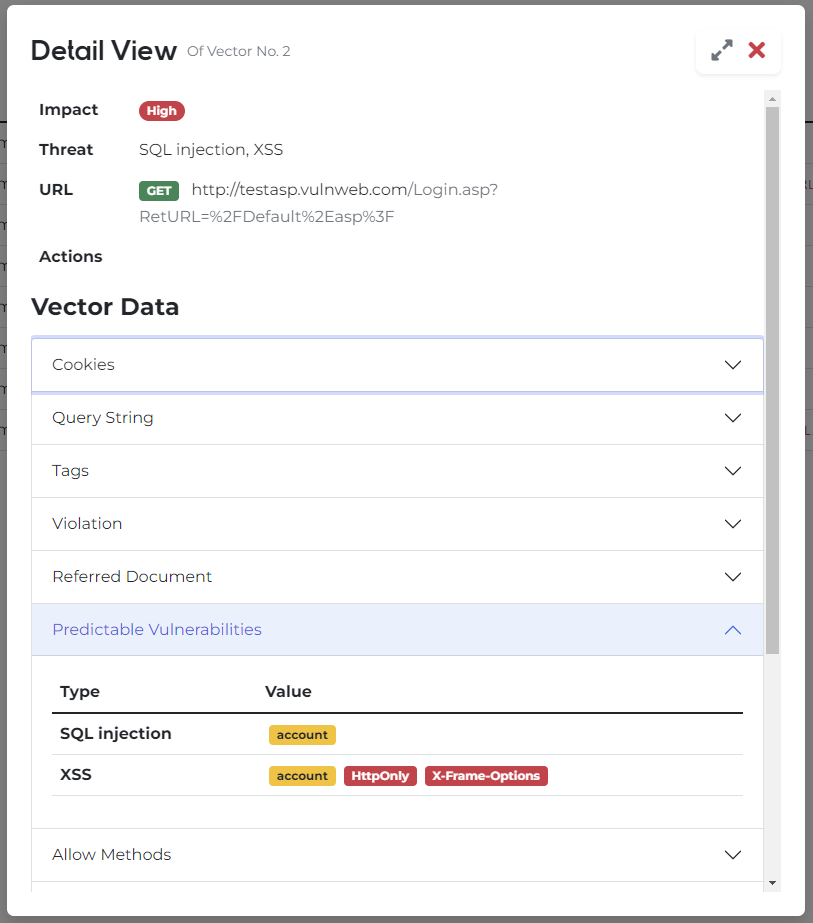 Detail View Of Vector No. 2
Impact High
Threat SQL injection, XSS
URL GET http://testasp.vulnweb.com/Login.asp?
RetURL=%2FDefault%2Easp%3F
Actions
Vector Data
Cookies
Query String
Tags
Violation
Referred Document
Predictable Vulnerabilities
Type Value
SQL injection account
XSS account HttpOnly X-Frame-Options
Allow Methods